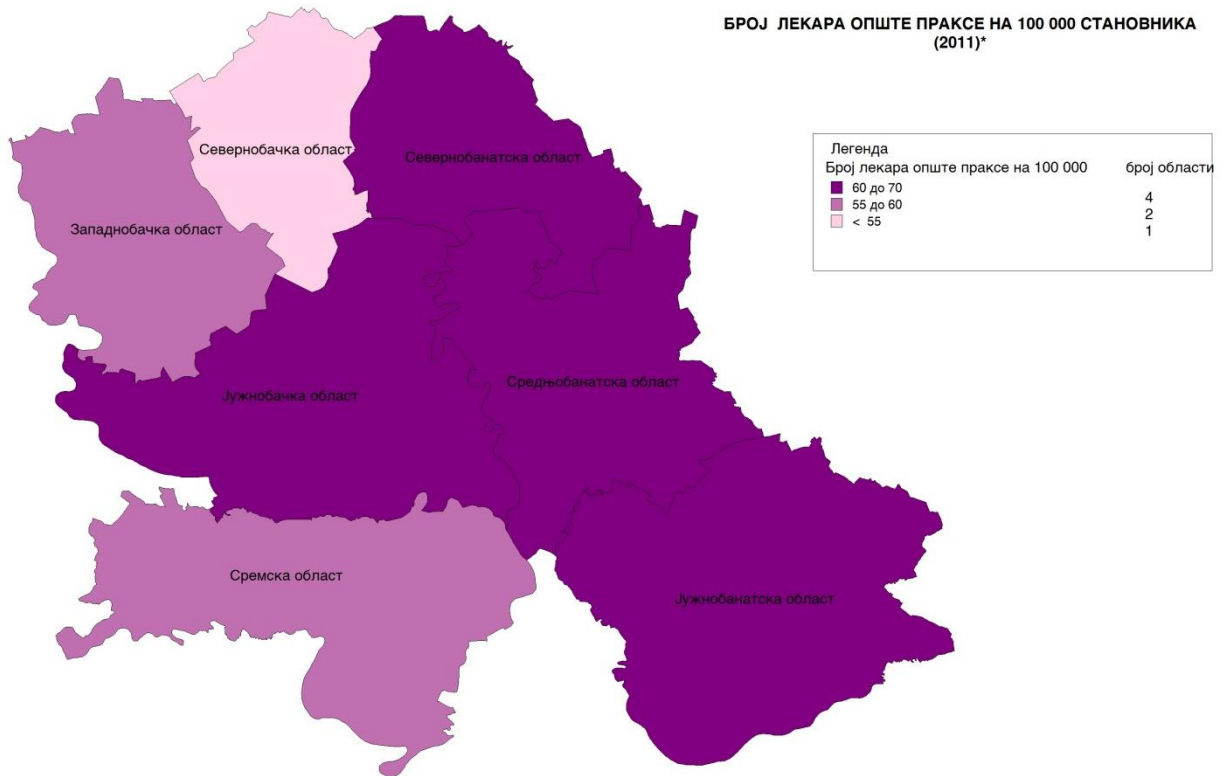 БРОЈ ЛЕКАРА ОПШТЕ ПРАКСЕ НА 100 000 СТАНОВНИКА
(2011)*
Легенда
Број лекара опште праксе на 100 000 број области
60 до 70 4
55 до 60 2
< 55 1
Севернобачка област
Севернобанатска област
Западнобачка област
Јужнобачка област
Средњобанатска област
Сремска област
Јужнобанатска област